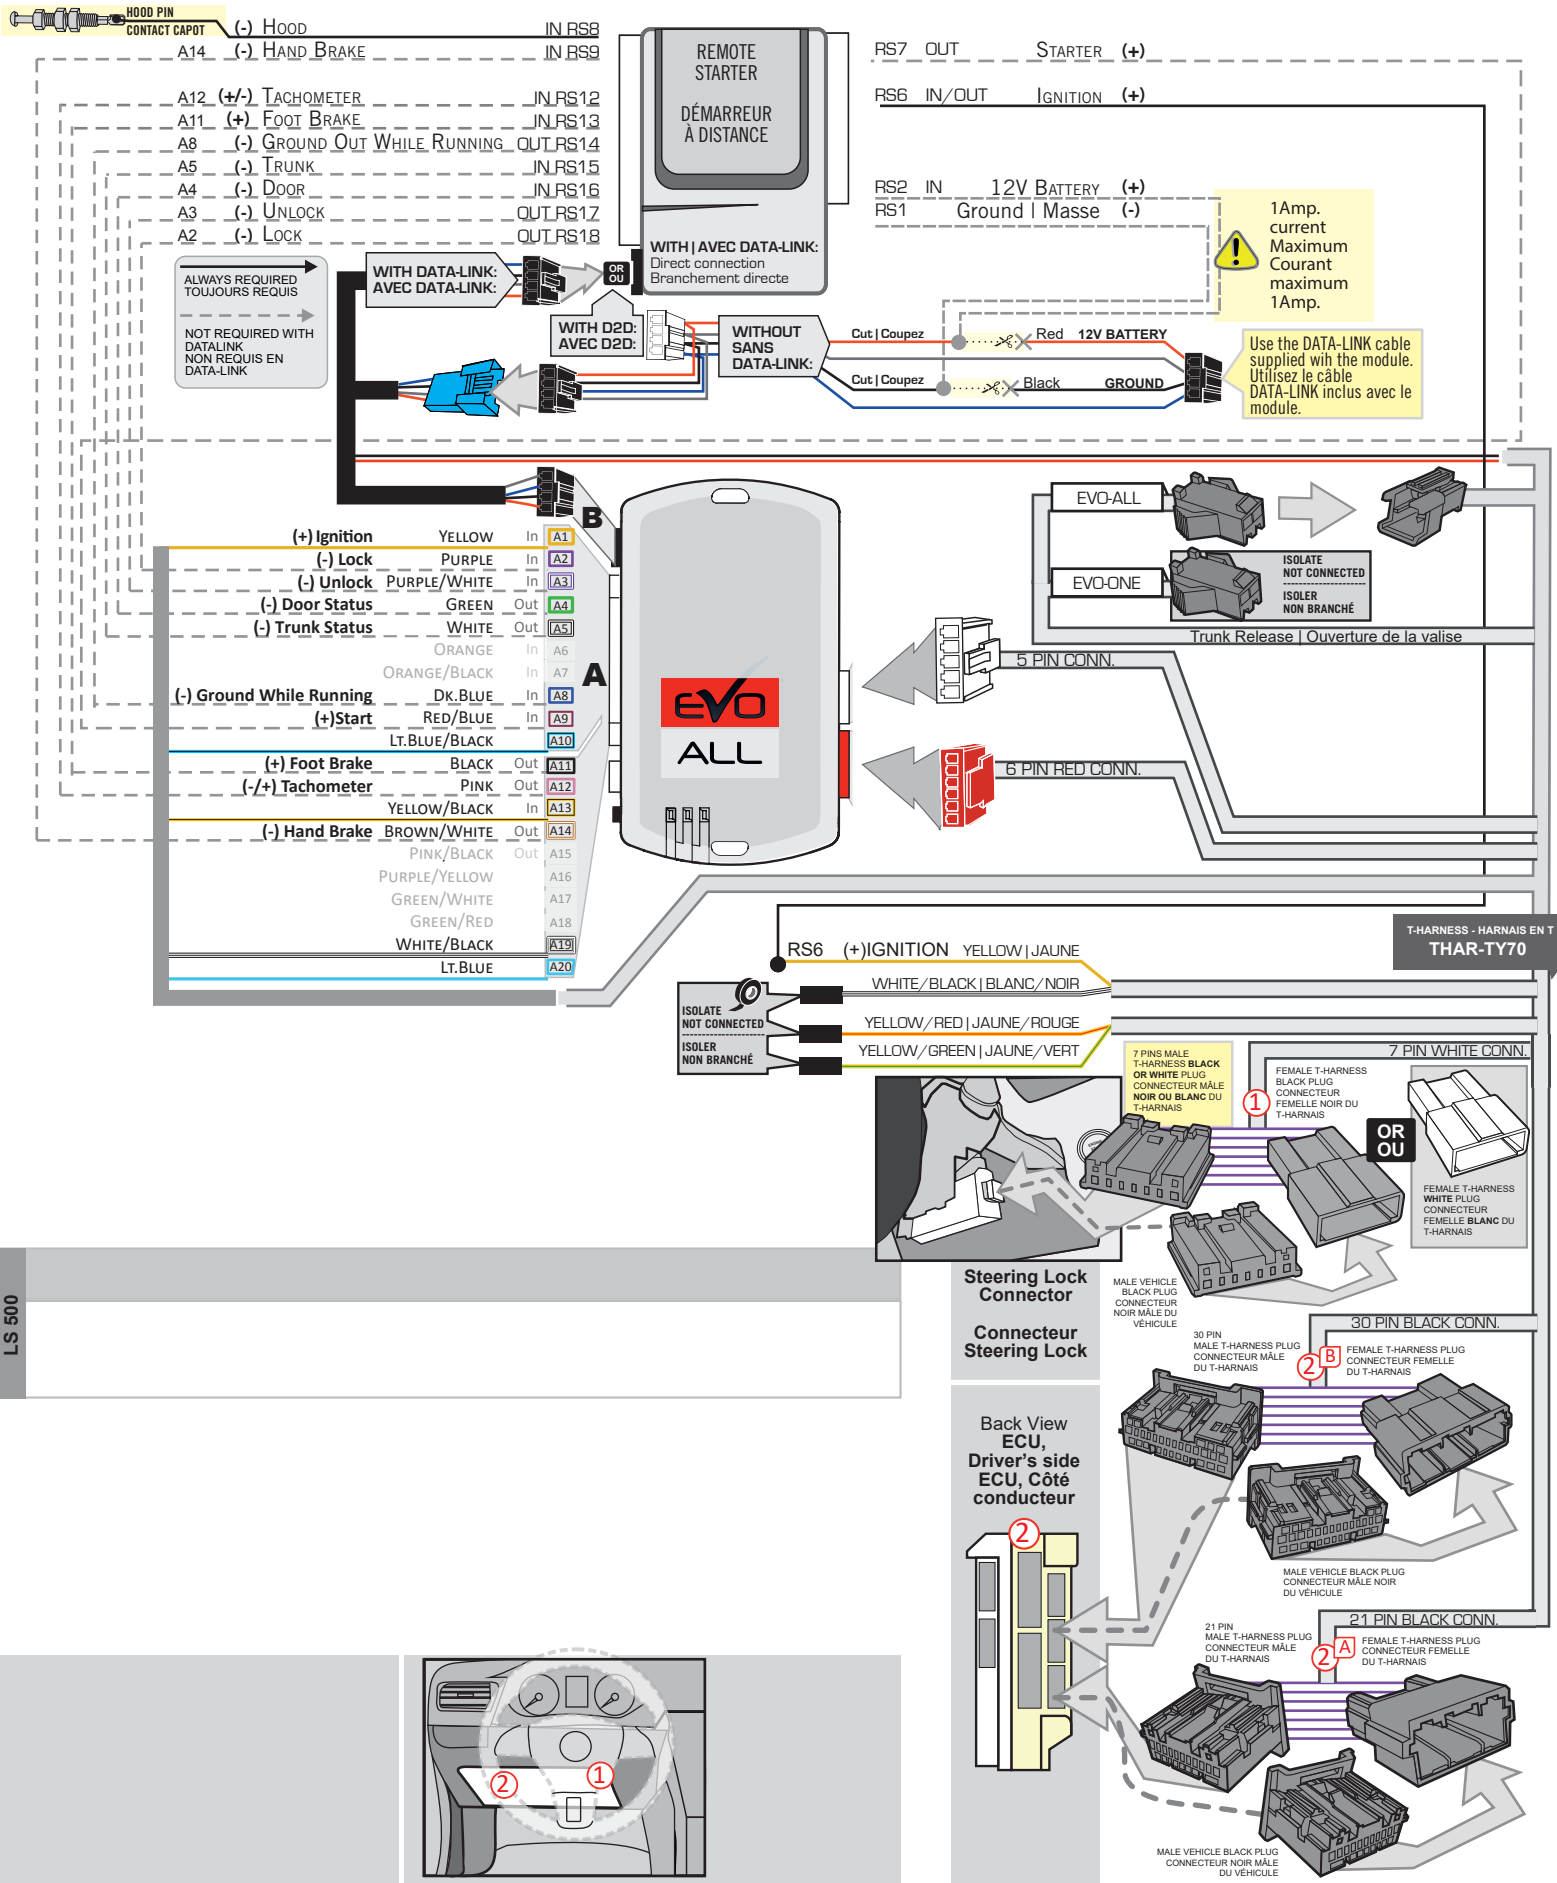 HOOD PIN
CONTACT CAPOT
(-) HOOD IN RS8
A14 (-) HAND BRAKE IN RS9
A12 (+/-) TACHOMETER IN RS12
A11 (+) FOOT BRAKE IN RS13
A8 (-) GROUND OUT WHILE RUNNING OUT RS14
A5 (-) TRUNK IN RS15
A4 (-) DOOR IN RS16
A3 (-) UNLOCK OUT RS17
A2 (-) LOCK OUT RS18
REMOTE
STARTER
DÉMARREUR
À DISTANCE
WITH | AVEC DATA-LINK:
Direct connection
Branchement directe
RS7 OUT STARTER (+)
RS6 IN/OUT IGNITION (+)
RS2 IN 12V BATTERY (+)
RS1 Ground | Masse (-)
1Amp.
current
Maximum
Courant
maximum
1Amp.
ALWAYS REQUIRED
TOUJOURS REQUIS
NOT REQUIRED WITH
DATALINK
NON REQUIS EN
DATA-LINK
WITH DATA-LINK:
AVEC DATA-LINK:
OR
OU
WITH D2D:
AVEC D2D:
WITHOUT
SANS
DATA-LINK:
Cut | Coupez Red 12V BATTERY
Cut | Coupez Black GROUND
Use the DATA-LINK cable
supplied wih the module.
Utilisez le câble
DATA-LINK inclus avec le
module.
B
A
(+) Ignition YELLOW In A1
(-) Lock PURPLE In A2
(-) Unlock PURPLE/WHITE In A3
(-) Door Status GREEN Out A4
(-) Trunk Status WHITE Out A5
ORANGE In A6
ORANGE/BLACK In A7
(-) Ground While Running DK.BLUE In A8
(+)Start RED/BLUE In A9
LT.BLUE/BLACK A10
(+) Foot Brake BLACK Out A11
(-/+) Tachometer PINK Out A12
YELLOW/BLACK In A13
(-) Hand Brake BROWN/WHITE Out A14
PINK/BLACK Out A15
PURPLE/YELLOW A16
GREEN/WHITE A17
GREEN/RED A18
WHITE/BLACK A19
LT.BLUE A20
EVO
ALL
EVO-ALL
EVO-ONE
ISOLATE
NOT CONNECTED
ISOLER
NON BRANCHÉ
Trunk Release | Ouverture de la valise
5 PIN CONN.
6 PIN RED CONN.
T-HARNESS - HARNAIS EN T
THAR-TY70
RS6 (+)IGNITION YELLOW | JAUNE
WHITE/BLACK | BLANC/NOIR
YELLOW/RED | JAUNE/ROUGE
YELLOW/GREEN | JAUNE/VERT
ISOLATE
NOT CONNECTED
ISOLER
NON BRANCHÉ
7 PIN WHITE CONN.
7 PINS MALE
T-HARNESS BLACK
OR WHITE PLUG
CONNECTEUR MÂLE
NOIR OU BLANC DU
T-HARNAIS
1
FEMALE T-HARNESS
BLACK PLUG
CONNECTEUR
FEMELLE NOIR DU
T-HARNAIS
OR
OU
FEMALE T-HARNESS
WHITE PLUG
CONNECTEUR
FEMELLE BLANC DU
T-HARNAIS
MALE VEHICLE
BLACK PLUG
CONNECTEUR
NOIR MÂLE DU
VÉHICULE
Steering Lock
Connector
Connecteur
Steering Lock
LS 500
30 PIN BLACK CONN.
30 PIN
MALE T-HARNESS PLUG
CONNECTEUR MÂLE
DU T-HARNAIS
2 B
FEMALE T-HARNESS PLUG
CONNECTEUR FEMELLE
DU T-HARNAIS
Back View
ECU,
Driver's side
ECU, Côté
conducteur
2
MALE VEHICLE BLACK PLUG
CONNECTEUR MÂLE NOIR
DU VÉHICULE
21 PIN BLACK CONN.
21 PIN
MALE T-HARNESS PLUG
CONNECTEUR MÂLE
DU T-HARNAIS
2 A
FEMALE T-HARNESS PLUG
CONNECTEUR FEMELLE
DU T-HARNAIS
MALE VEHICLE BLACK PLUG
CONNECTEUR NOIR MÂLE
DU VÉHICULE
2
1